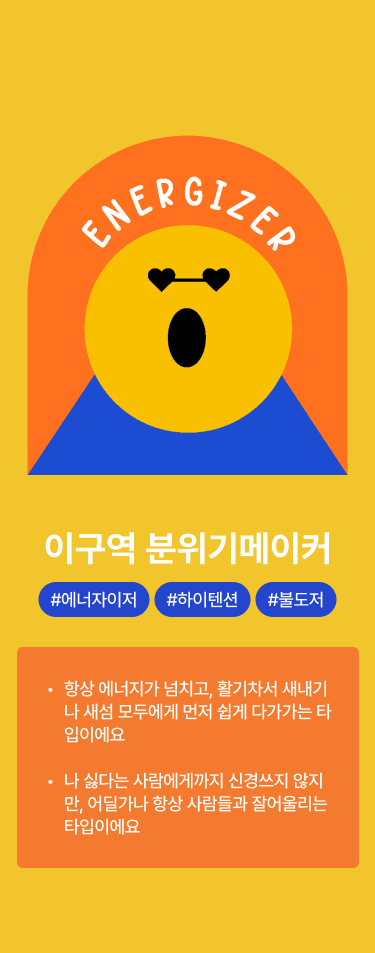 ENERGIZER
이구역 분위기메이커
#에너자이저 #하이텐션 #불도저
• 항상 에너지가 넘치고, 활기차서 새내기
나 새섬 모두에게 먼저 쉽게 다가가는 타
입이에요
• 나 싫다는 사람에게까지 신경쓰지 않지
만, 어딜가나 항상 사람들과 잘어울리는
타입이에요